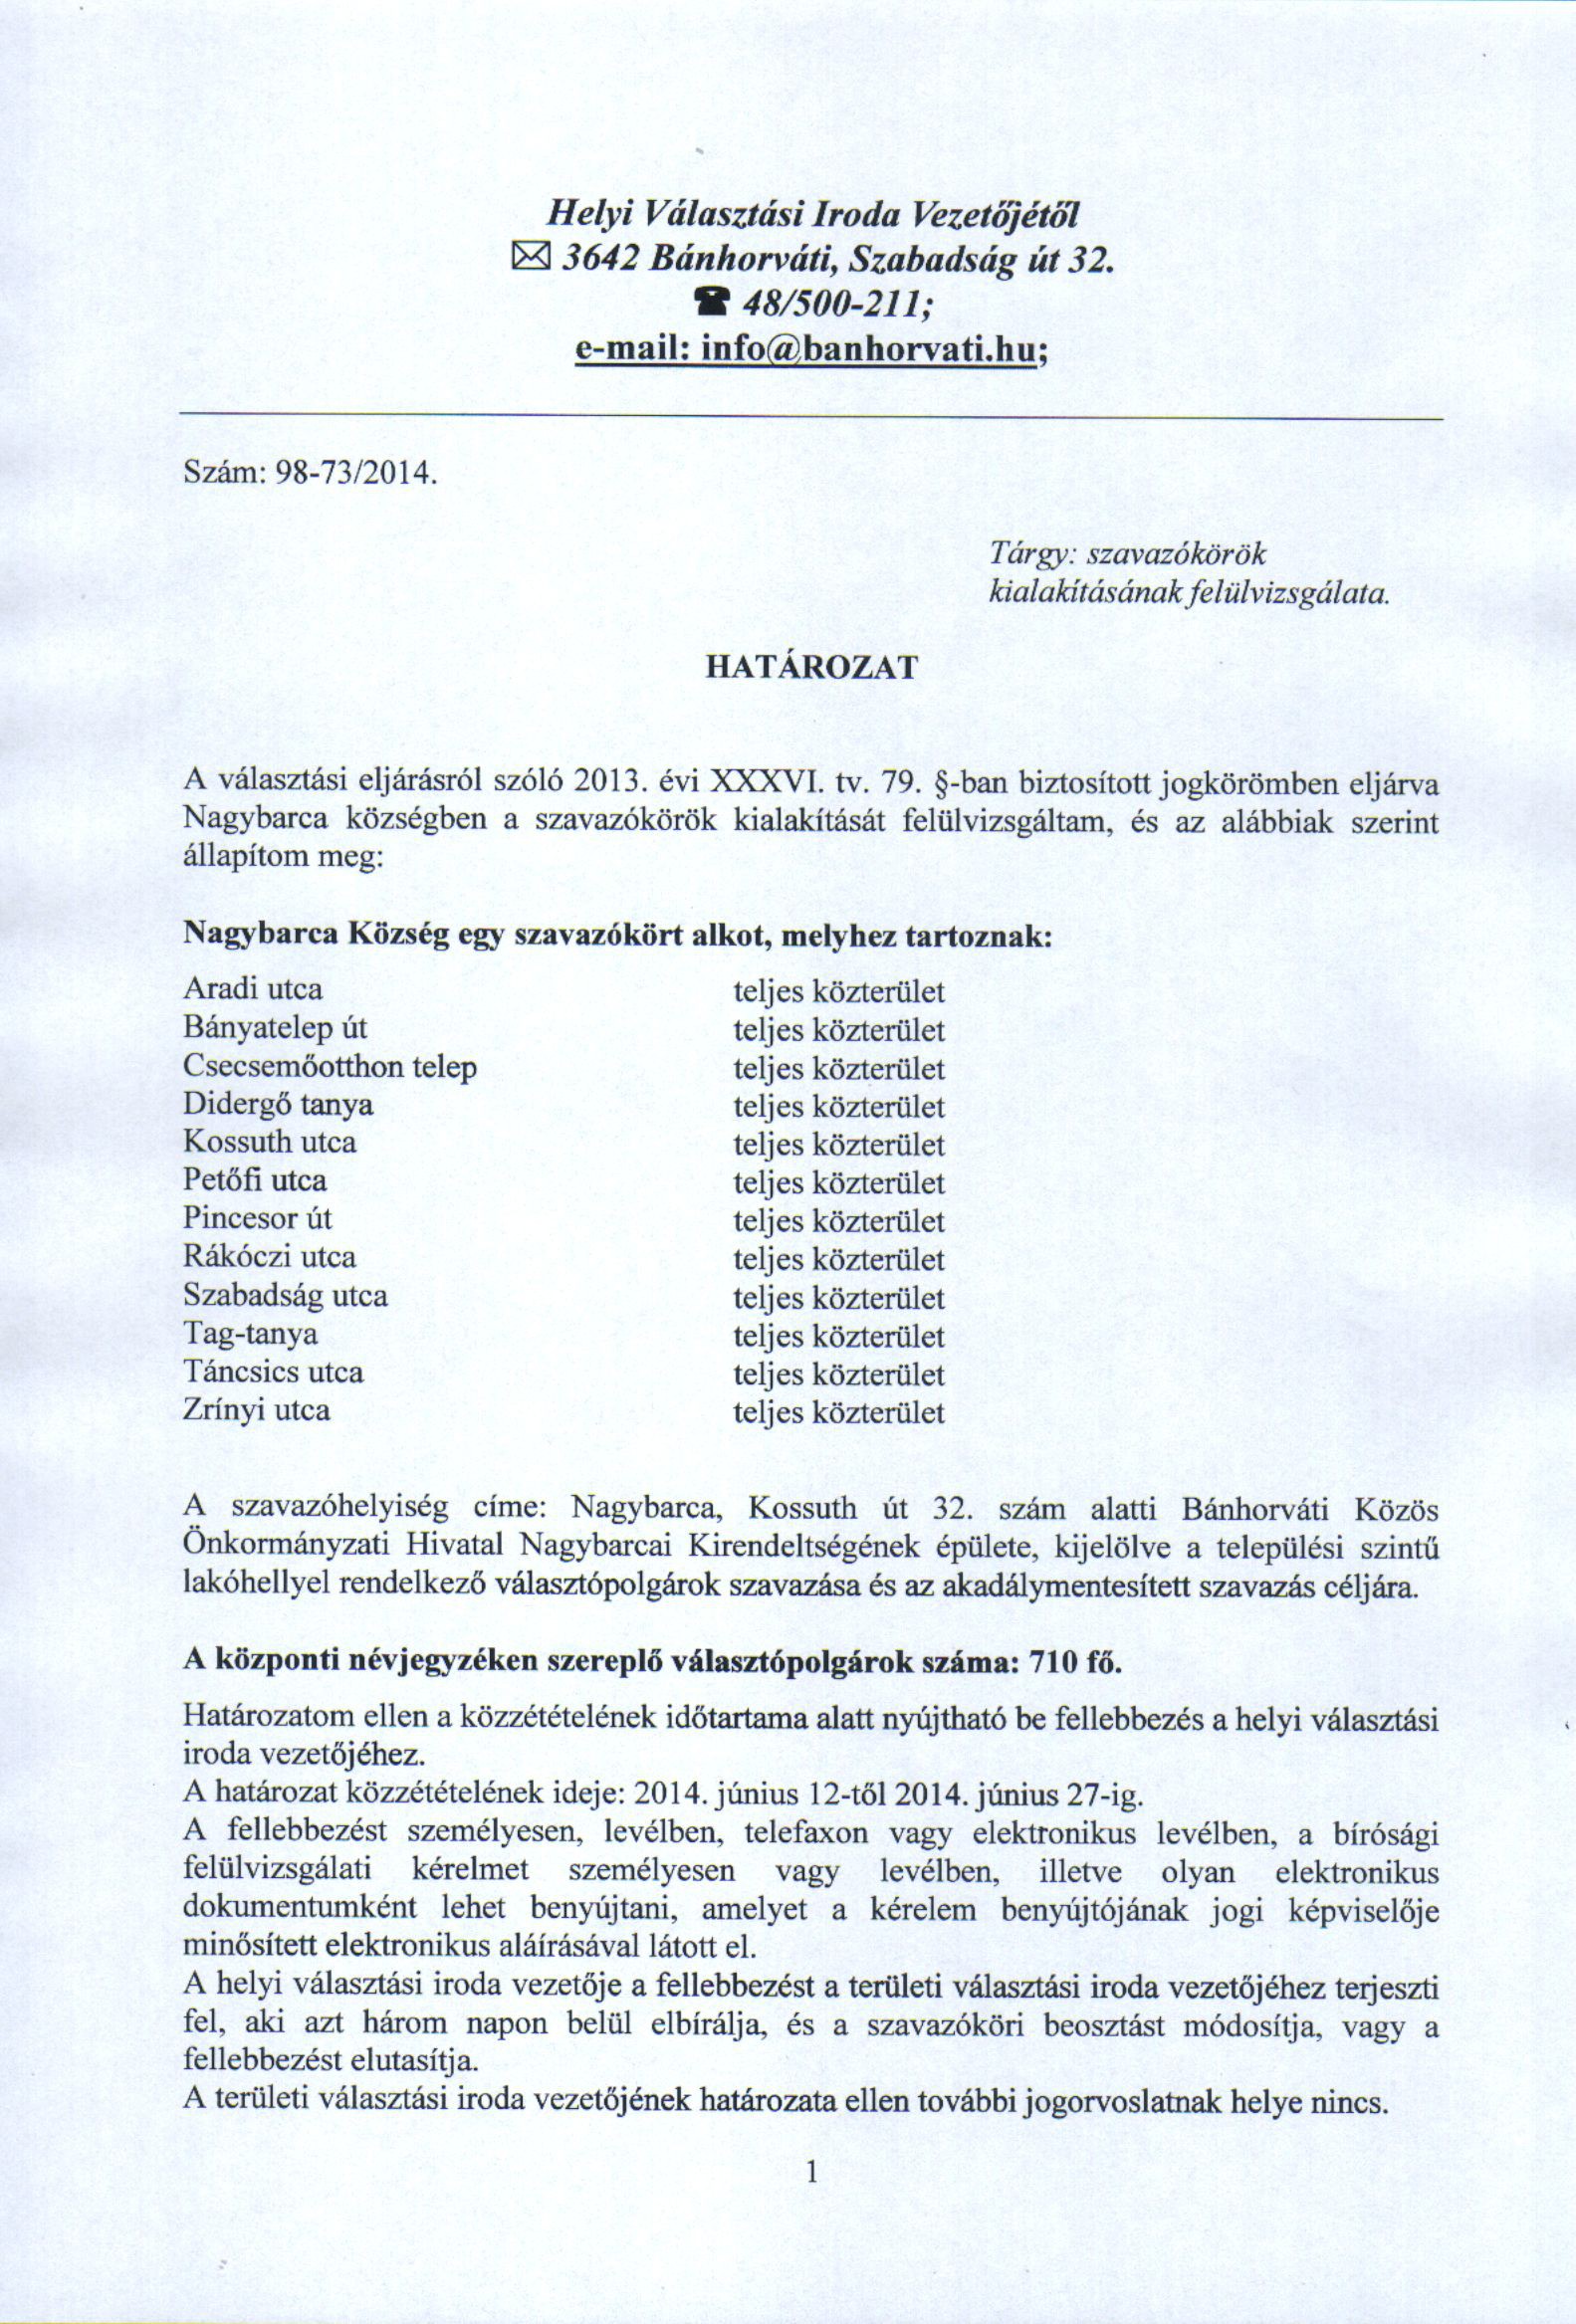 Helyi Választási Iroda Vezetőjétől
✉ 3642 Bánhorváti, Szabadság út 32.
☎ 48/500-211;
e-mail: info@banhorvati.hu;
Szám: 98-73/2014.
Tárgy: szavazókörök
kialakításának felülvizsgálata.
HATÁROZAT
A választási eljárásról szóló 2013. évi XXXVI. tv. 79. §-ban biztosított jogkörömben eljárva
Nagybarca községben a szavazókörök kialakítását felülvizsgáltam, és az alábbiak szerint
állapítom meg:
Nagybarca Község egy szavazókört alkot, melyhez tartoznak:
Aradi utca teljes közterület
Bányatelep út teljes közterület
Csecsemőotthon telep teljes közterület
Didergő tanya teljes közterület
Kossuth utca teljes közterület
Petőfi utca teljes közterület
Pincesor út teljes közterület
Rákóczi utca teljes közterület
Szabadság utca teljes közterület
Tag-tanya teljes közterület
Táncsics utca teljes közterület
Zrínyi utca teljes közterület
A szavazóhelyiség címe: Nagybarca, Kossuth út 32. szám alatti Bánhorváti Közös
Önkormányzati Hivatal Nagybarcai Kirendeltségének épülete, kijelölve a települési szintű
lakóhellyel rendelkező választópolgárok szavazása és az akadálymentesített szavazás céljára.
A központi névjegyzéken szereplő választópolgárok száma: 710 fő.
Határozatom ellen a közzétételének időtartama alatt nyújtható be fellebbezés a helyi választási
iroda vezetőjéhez.
A határozat közzétételének ideje: 2014. június 12-től 2014. június 27-ig.
A fellebbezést személyesen, levélben, telefaxon vagy elektronikus levélben, a bírósági
felülvizsgálati kérelmet személyesen vagy levélben, illetve olyan elektronikus
dokumentumként lehet benyújtani, amelyet a kérelem benyújtójának jogi képviselője
minősített elektronikus aláírásával látott el.
A helyi választási iroda vezetője a fellebbezést a területi választási iroda vezetőjéhez terjeszti
fel, aki azt három napon belül elbírálja, és a szavazóköri beosztást módosítja, vagy a
fellebbezést elutasítja.
A területi választási iroda vezetőjének határozata ellen további jogorvoslatnak helye nincs.
1